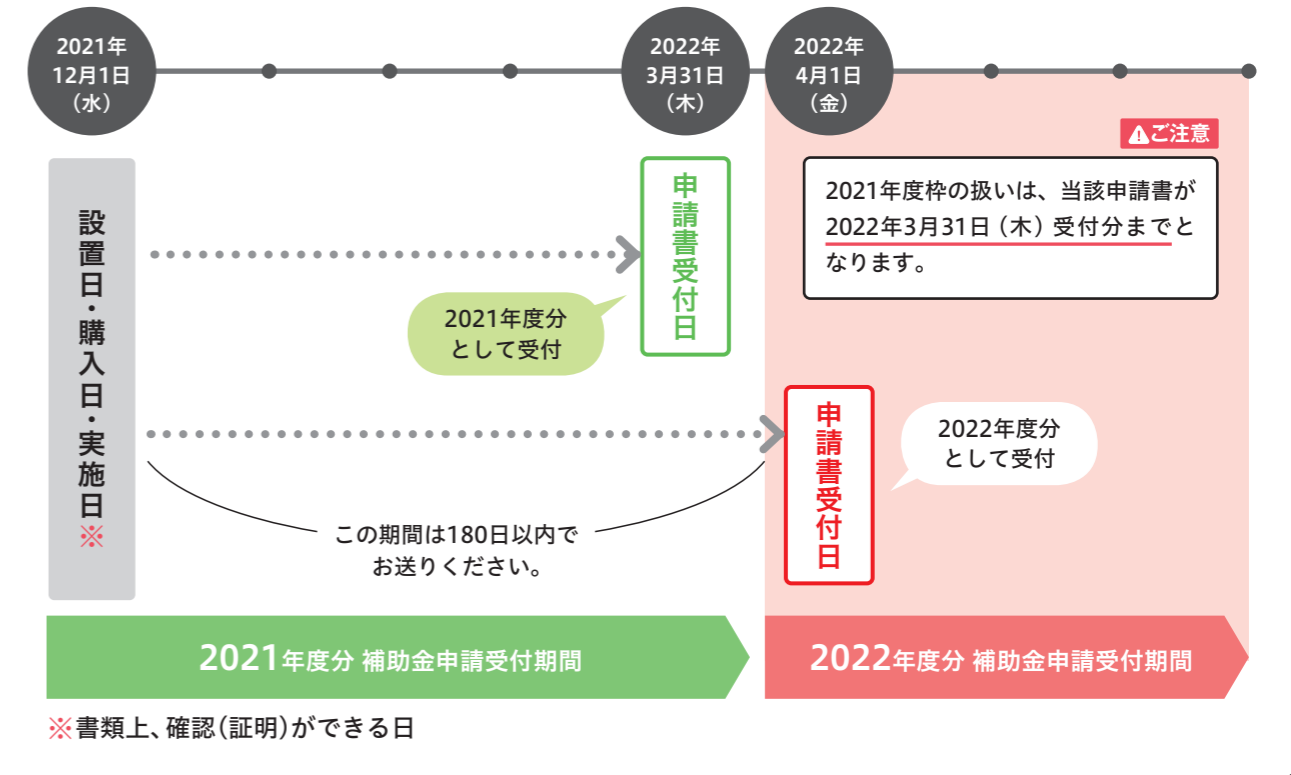 2021年
12月1日
（水）
2022年
3月31日
（木）
2022年
4月1日
（金）
ご注意
2021年度枠の扱いは、当該申請書が
2022年3月31日（木）受付分までと
なります。
設置日・購入日・実施日※
申請書受付日
2021年度分
として受付
申請書受付日
2022年度分
として受付
この期間は180日以内で
お送りください。
2021年度分 補助金申請受付期間
2022年度分 補助金申請受付期間
※書類上、確認（証明）ができる日